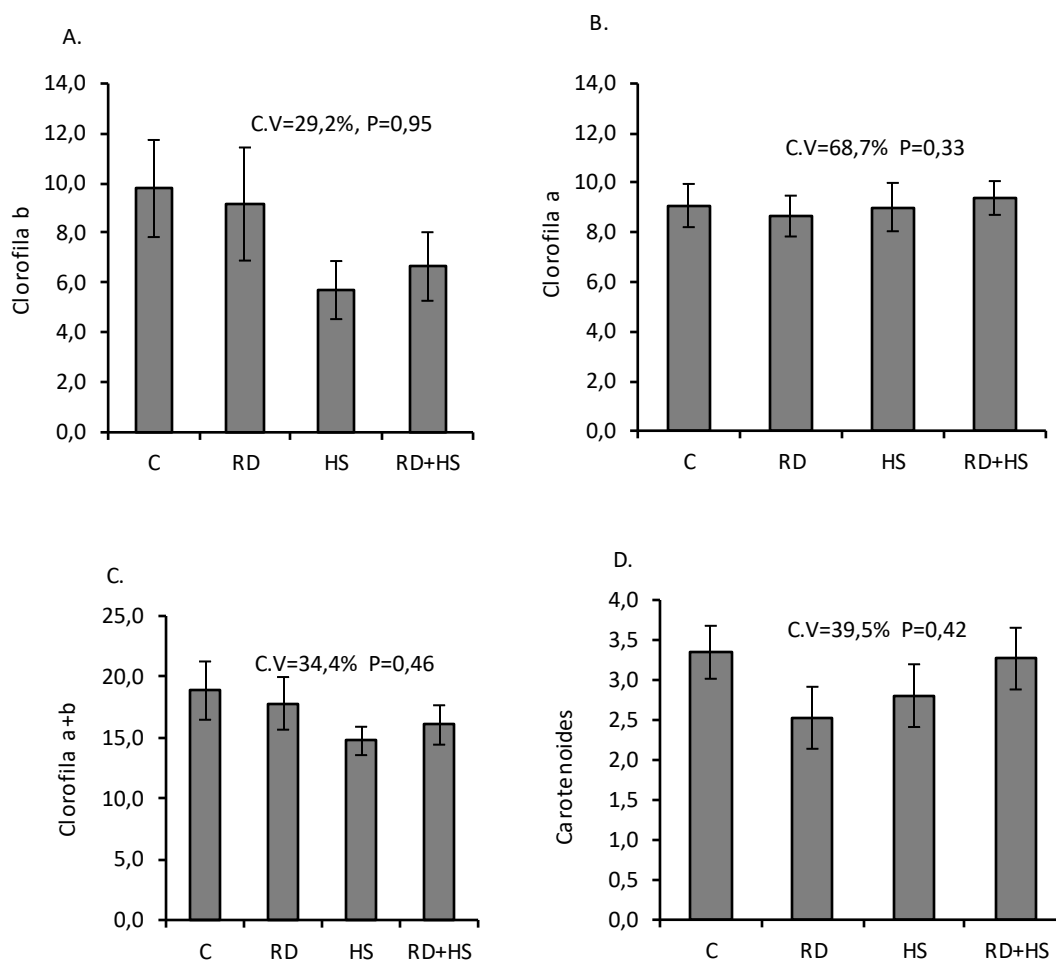 A.
Clorofila b
14,0
12,0
10,0
8,0
6,0
4,0
2,0
0,0
C.V=29,2%, P=0,95
C RD HS RD+HS
B.
Clorofila a
14,0
12,0
10,0
8,0
6,0
4,0
2,0
0,0
C.V=68,7% P=0,33
C RD HS RD+HS
C.
Clorofila a+b
25,0
20,0
15,0
10,0
5,0
0,0
C.V=34,4% P=0,46
C RD HS RD+HS
D.
Carotenoides
4,0
3,5
3,0
2,5
2,0
1,5
1,0
0,5
0,0
C.V=39,5% P=0,42
C RD HS RD+HS